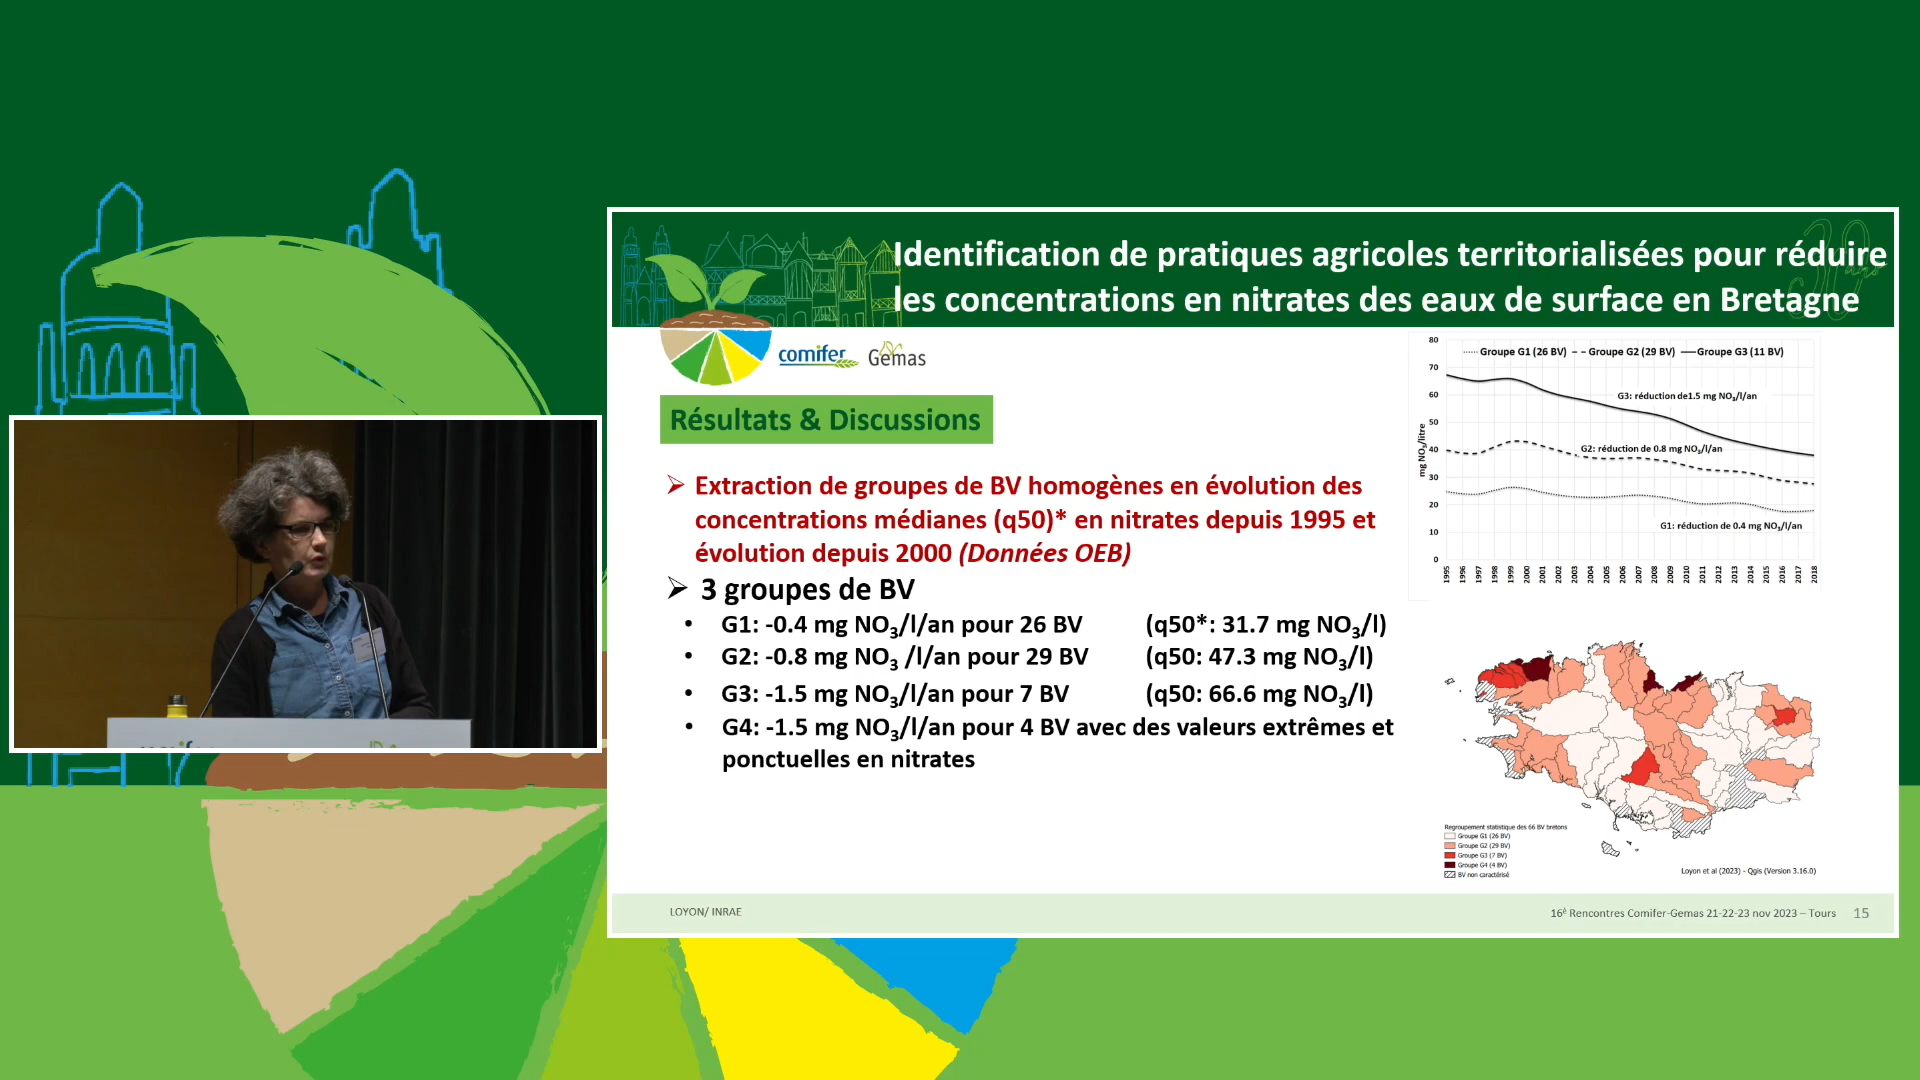 Identification de pratiques agricoles territorialisées pour réduire
les concentrations en nitrates des eaux de surface en Bretagne
comifer Gemas
Résultats & Discussions
Extraction de groupes de BV homogènes en évolution des
concentrations médianes (q50)* en nitrates depuis 1995 et
évolution depuis 2000 (Données OEB)
3 groupes de BV
• G1: -0.4 mg NO3/l/an pour 26 BV (q50*: 31.7 mg NO3/l)
• G2: -0.8 mg NO3 /l/an pour 29 BV (q50: 47.3 mg NO3/l)
• G3: -1.5 mg NO3/l/an pour 7 BV (q50: 66.6 mg NO3/l)
• G4: -1.5 mg NO3/l/an pour 4 BV avec des valeurs extrêmes et
ponctuelles en nitrates
Groupe G1 (26 BV) Groupe G2 (29 BV) Groupe G3 (11 BV)
80
70
60
50
40
30
20
10
0
mg NO3/litre
G3: réduction de1.5 mg NO3/l/an
G2: réduction de 0.8 mg NO3/l/an
G1: réduction de 0.4 mg NO3/l/an
1995 1996 1997 1998 1999 2000 2001 2002 2003 2004 2005 2006 2007 2008 2009 2010 2011 2012 2013 2014 2015 2016 2017 2018
Regroupement statistique des 66 BV bretons
Groupe G1 (26 BV)
Groupe G2 (29 BV)
Groupe G3 (7 BV)
Groupe G4 (4 BV)
BV non caractérisé
Loyon et al (2023) - Qgis (Version 3.16.0)
LOYON/ INRAE
16è Rencontres Comifer-Gemas 21-22-23 nov 2023 – Tours 15